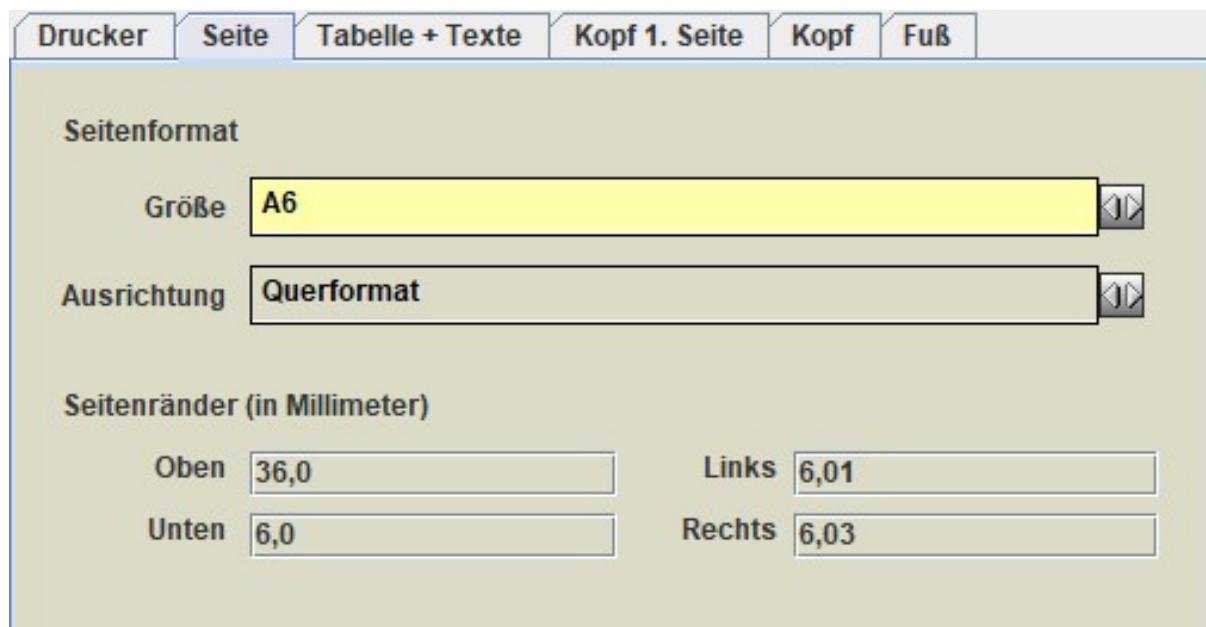 Drucker Seite Tabelle + Texte Kopf 1. Seite Kopf Fuß
Seitenformat
Größe A6
Ausrichtung Querformat
Seitenränder (in Millimeter)
Oben 36,0 Links 6,01
Unten 6,0 Rechts 6,03